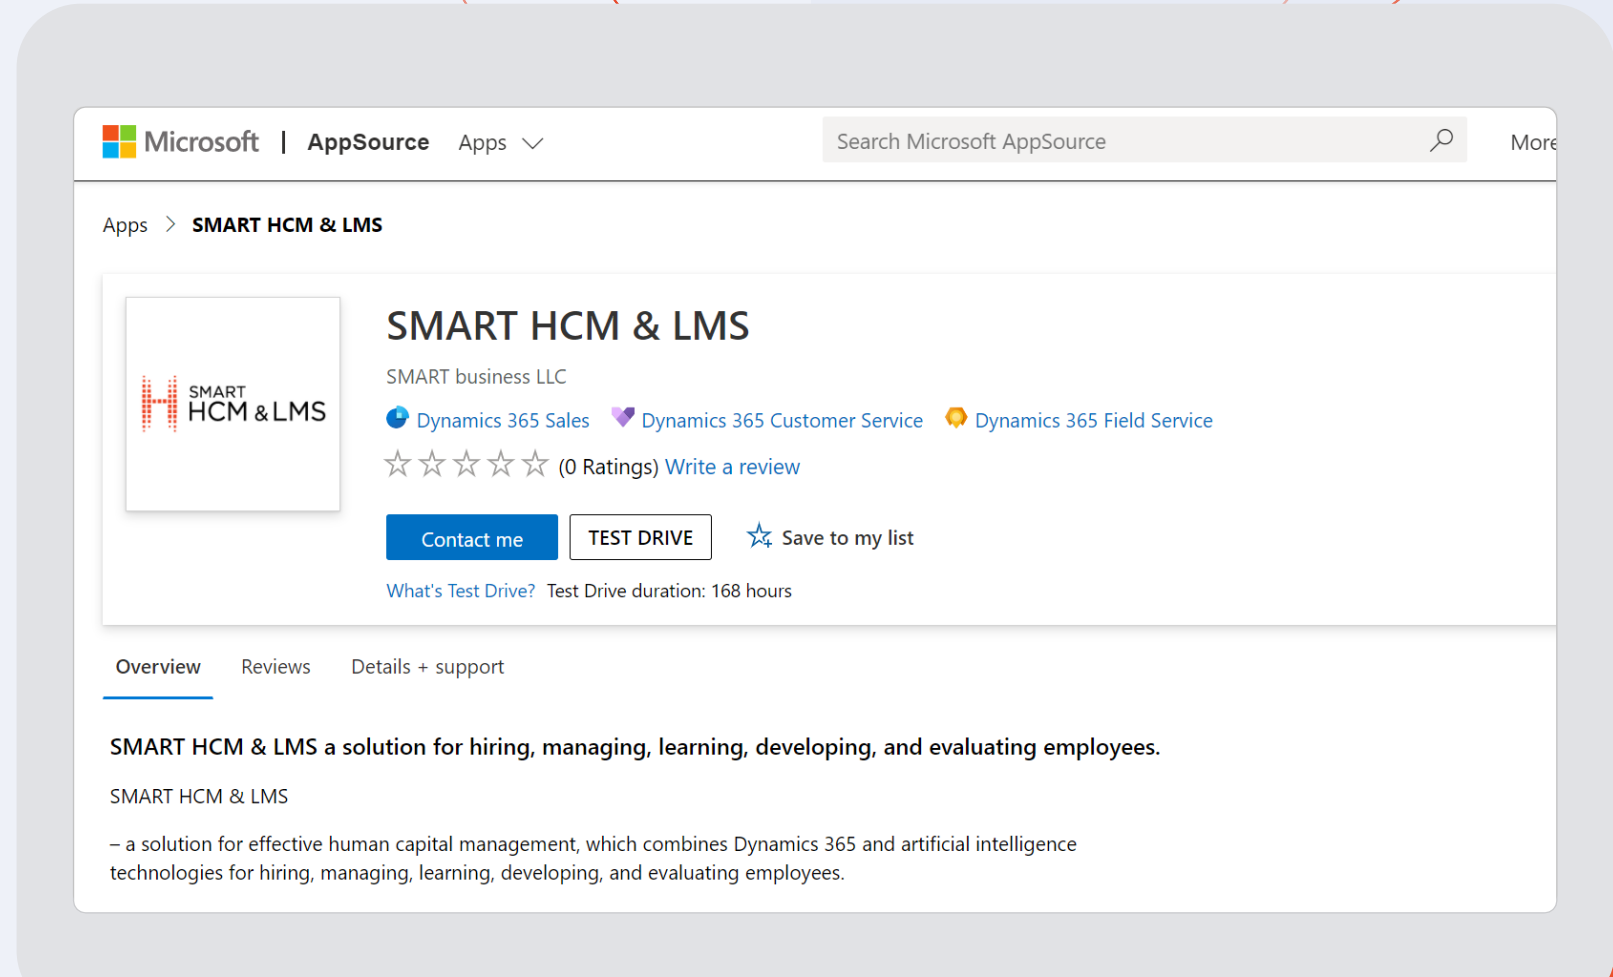 Microsoft | AppSource Apps Search Microsoft AppSource More
Apps > SMART HCM & LMS
SMART HCM & LMS
SMART
HCM & LMS
SMART business LLC
Dynamics 365 Sales Dynamics 365 Customer Service Dynamics 365 Field Service
(0 Ratings) Write a review
Contact me TEST DRIVE Save to my list
What's Test Drive? Test Drive duration: 168 hours
Overview Reviews Details + support
SMART HCM & LMS a solution for hiring, managing, learning, developing, and evaluating employees.
SMART HCM & LMS
– a solution for effective human capital management, which combines Dynamics 365 and artificial intelligence
technologies for hiring, managing, learning, developing, and evaluating employees.